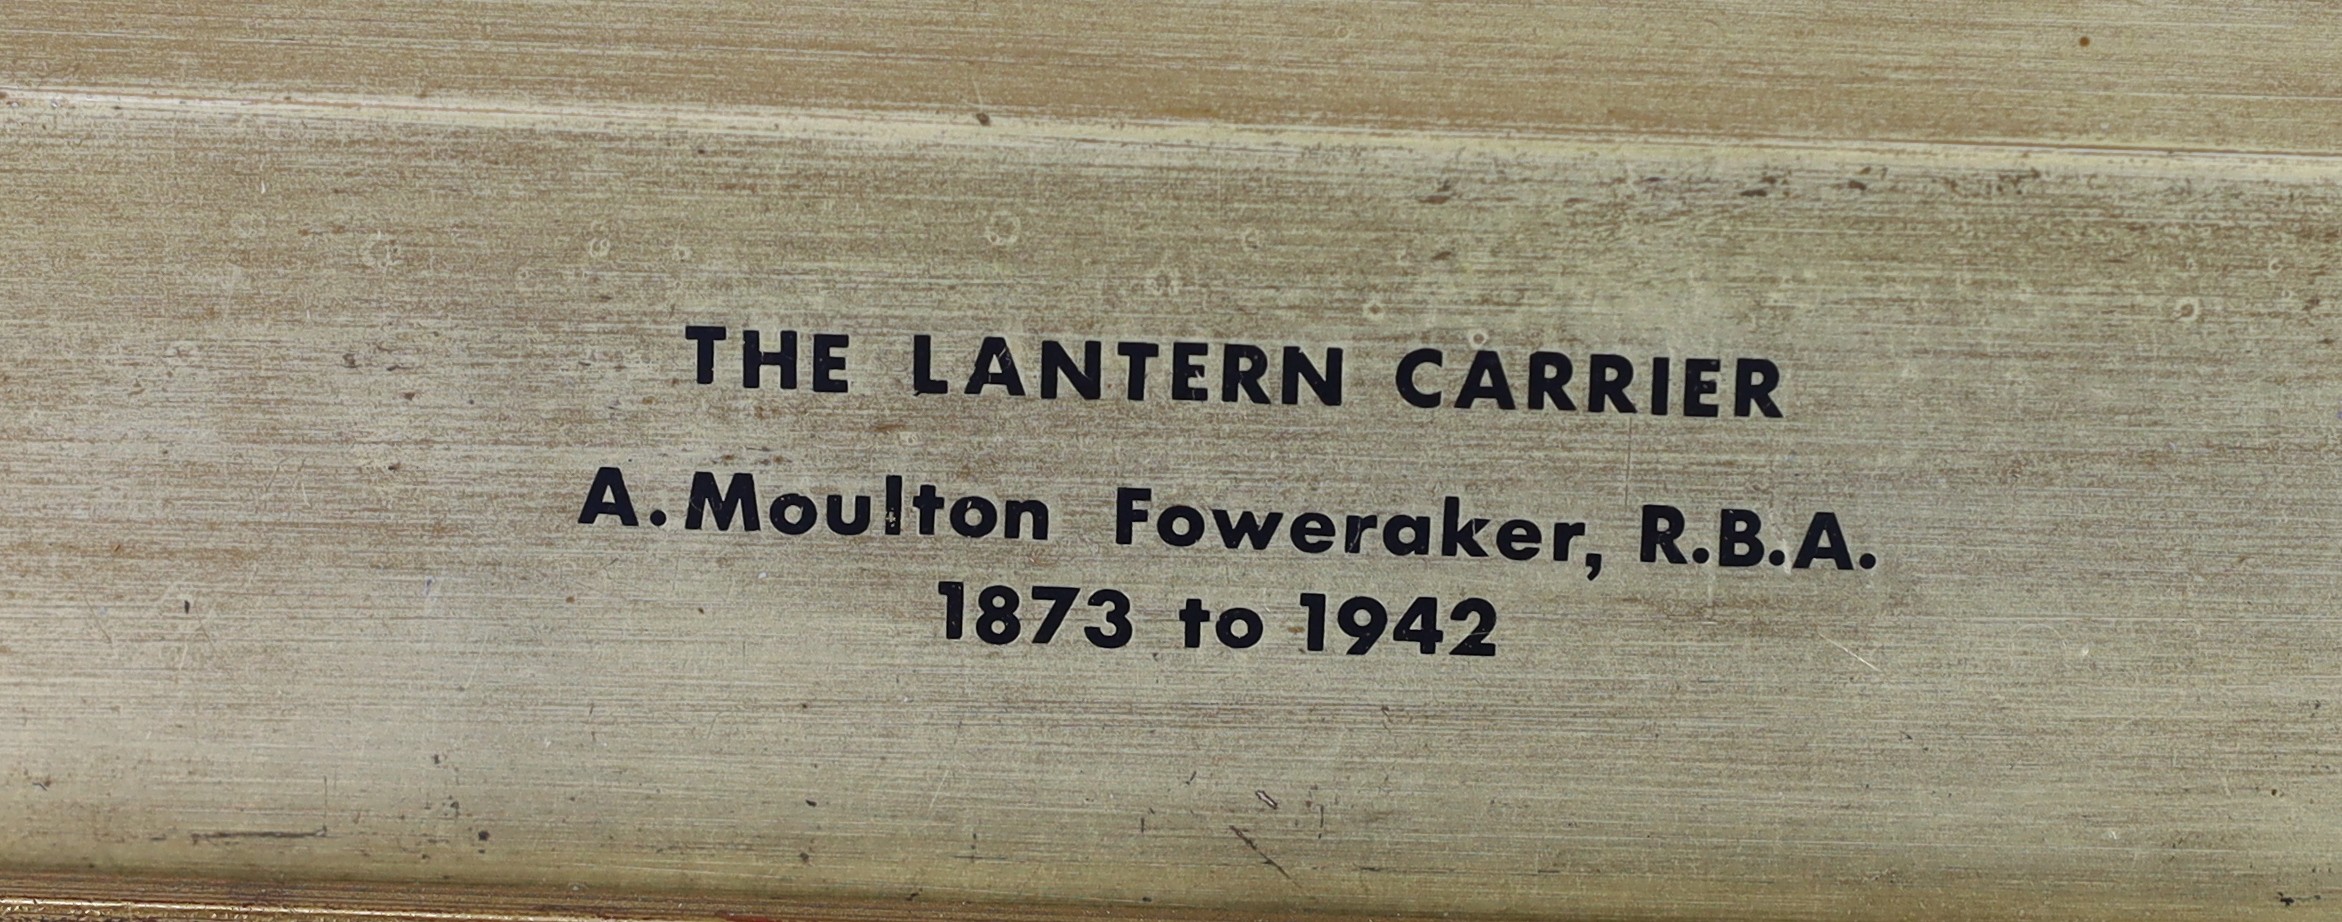 THE LANTERN CARRIER
A. Moulton Foweraker, R.B.A.
1873 to 1942